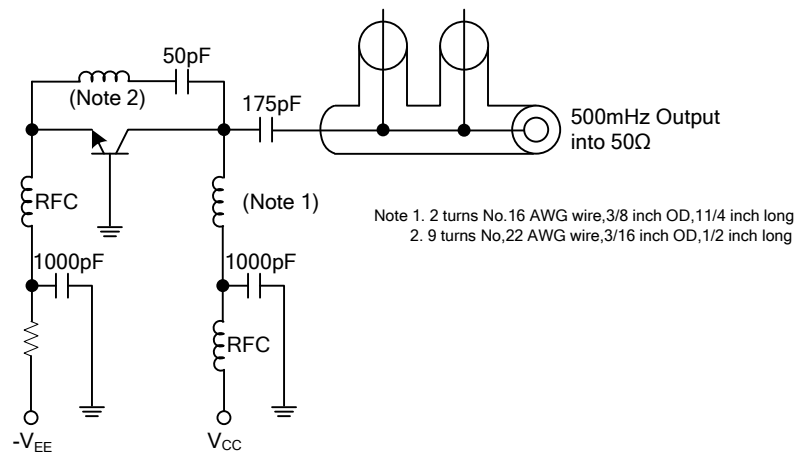 50pF
(Note 2)
175pF
500mHz Output
into 50Ω
RFC
(Note 1)
Note 1. 2 turns No.16 AWG wire,3/8 inch OD,11/4 inch long
2. 9 turns No,22 AWG wire,3/16 inch OD,1/2 inch long
1000pF
1000pF
RFC
-VEE
VCC